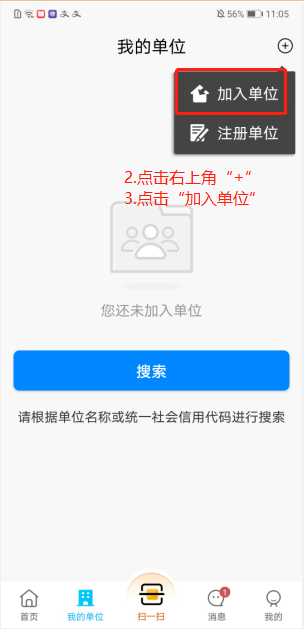 56% 11:05
我的单位
加入单位
注册单位
2.点击右上角“+“
3.点击“加入单位”
您还未加入单位
搜索
请根据单位名称或统一社会信用代码进行搜索
1
首页 我的单位 扫一扫 消息 我的